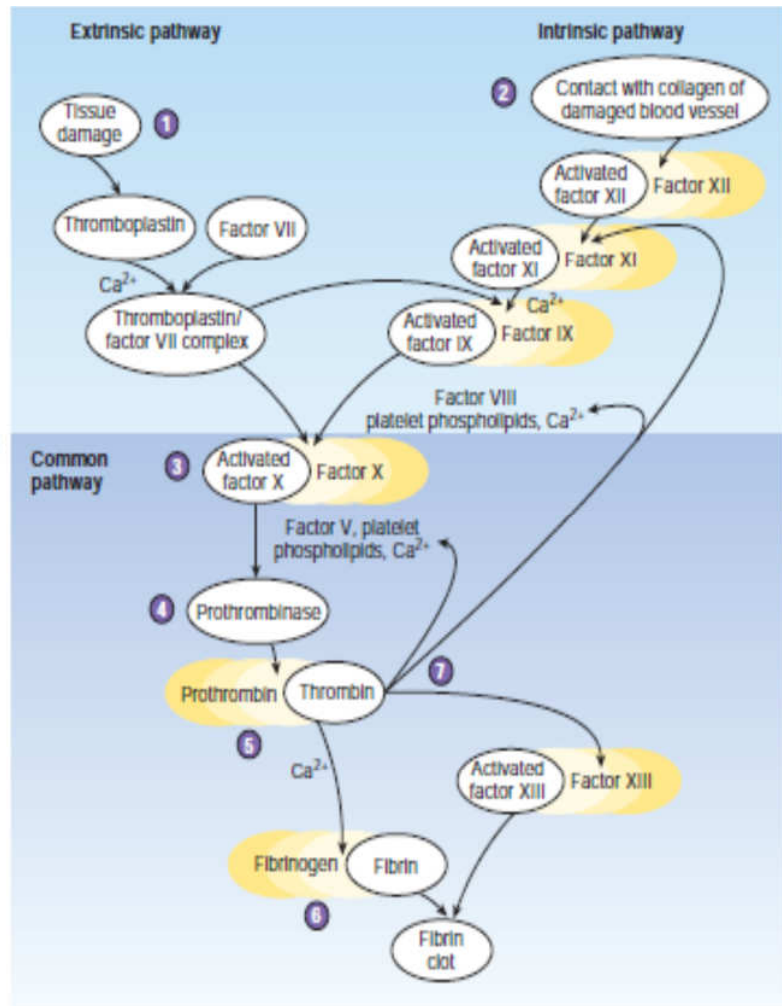 Extrinsic pathway
Intrinsic pathway
Tissue
damage
1
2
Contact with collagen of
damaged blood vessel
Activated
factor XII
Factor XII
Thromboplastin
Factor VII
Activated
factor XI
Factor XI
Ca²⁺
Ca²⁺
Thromboplastin/
factor VII complex
Activated
factor IX
Factor IX
Factor VIII
platelet phospholipids, Ca²⁺
Common
pathway
3
Activated
factor X
Factor X
Factor V, platelet
phospholipids, Ca²⁺
4
Prothrombinase
Prothrombin
Thrombin
7
5
Ca²⁺
Activated
factor XIII
Factor XIII
Fibrinogen
Fibrin
6
Fibrin
clot